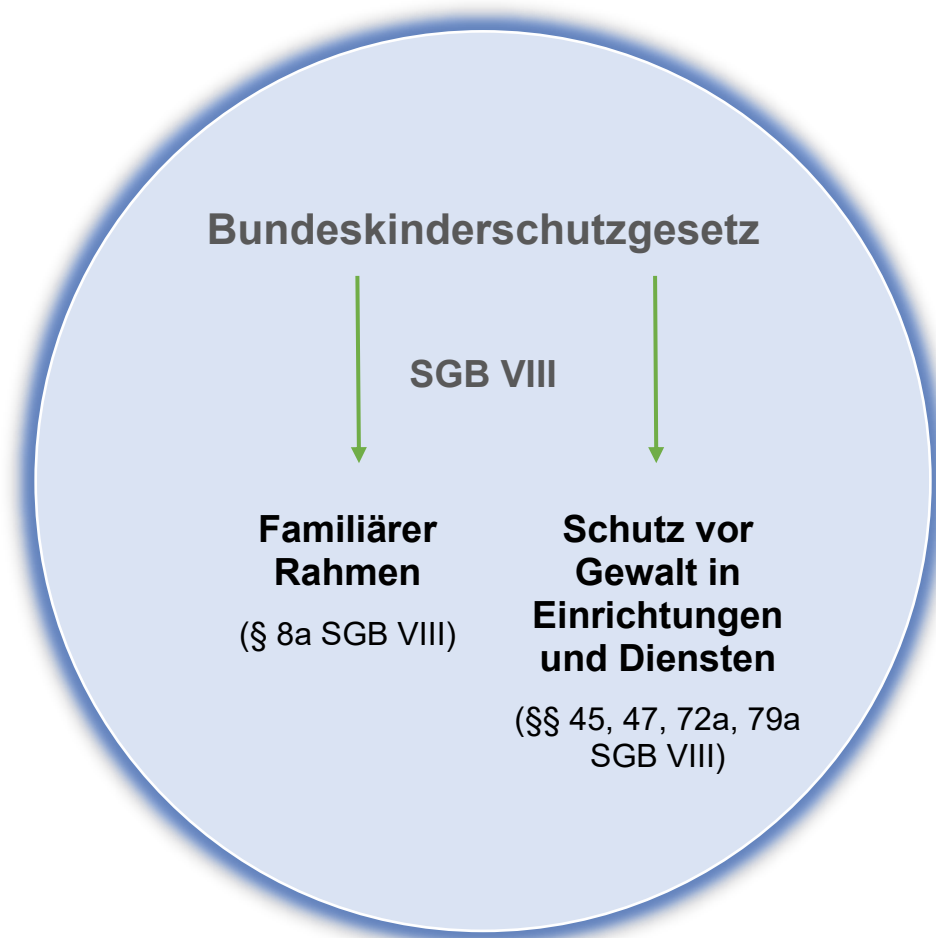 Bundeskinderschutzgesetz
SGB VIII
Familiärer
Rahmen
(§ 8a SGB VIII)
Schutz vor
Gewalt in
Einrichtungen
und Diensten
(§§ 45, 47, 72a, 79a
SGB VIII)